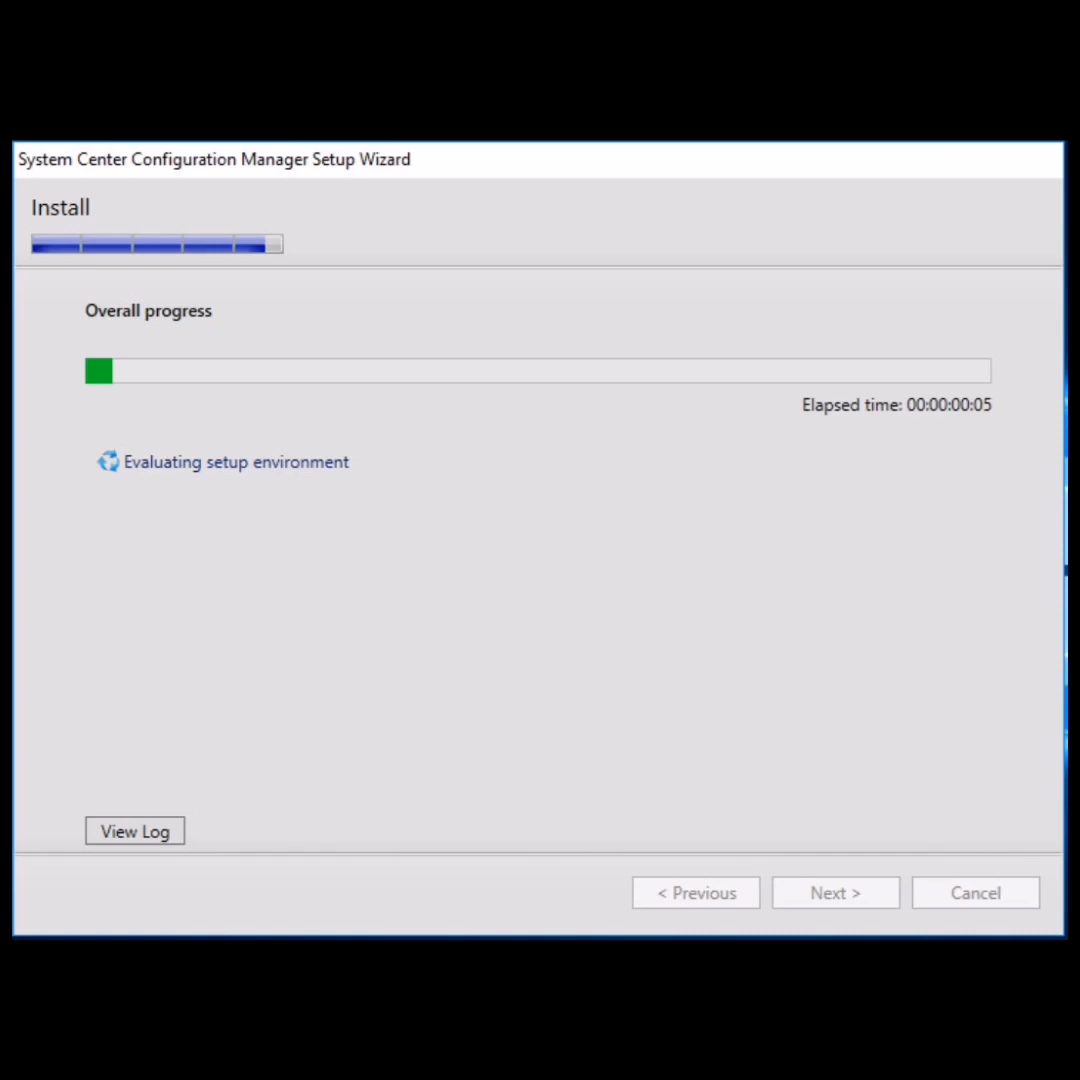 System Center Configuration Manager Setup Wizard
Install
Overall progress
Elapsed time: 00:00:00:05
Evaluating setup environment
View Log
< Previous
Next >
Cancel